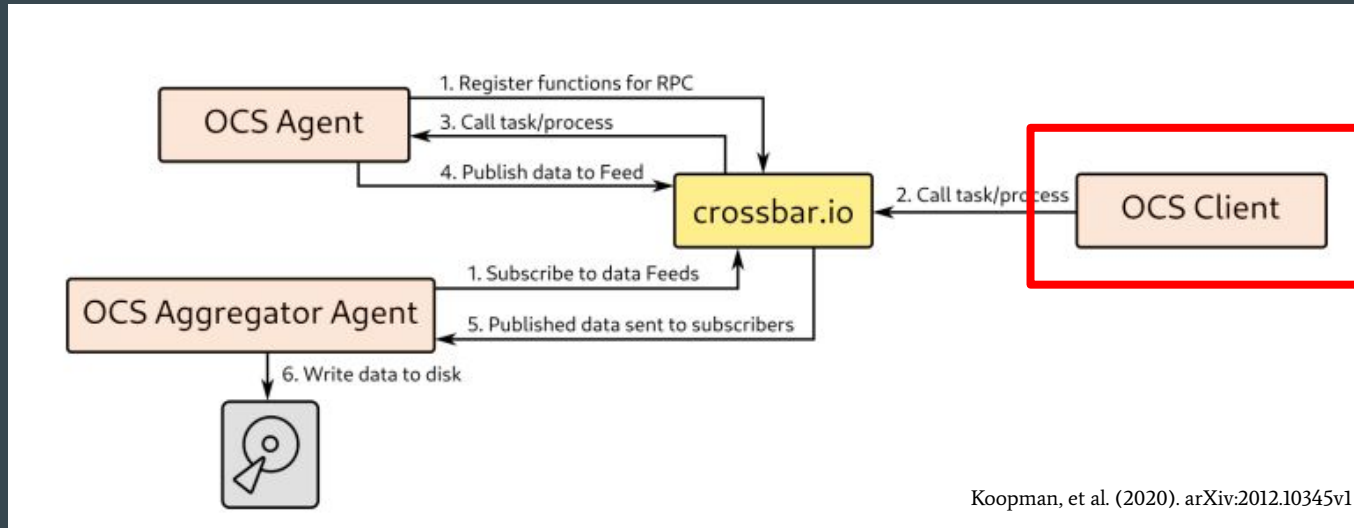 1. Register functions for RPC
OCS Agent
3. Call task/process
4. Publish data to Feed
crossbar.io
2. Call task/process
OCS Client
1. Subscribe to data Feeds
OCS Aggregator Agent
5. Published data sent to subscribers
6. Write data to disk
Koopman, et al. (2020). arXiv:2012.10345v1